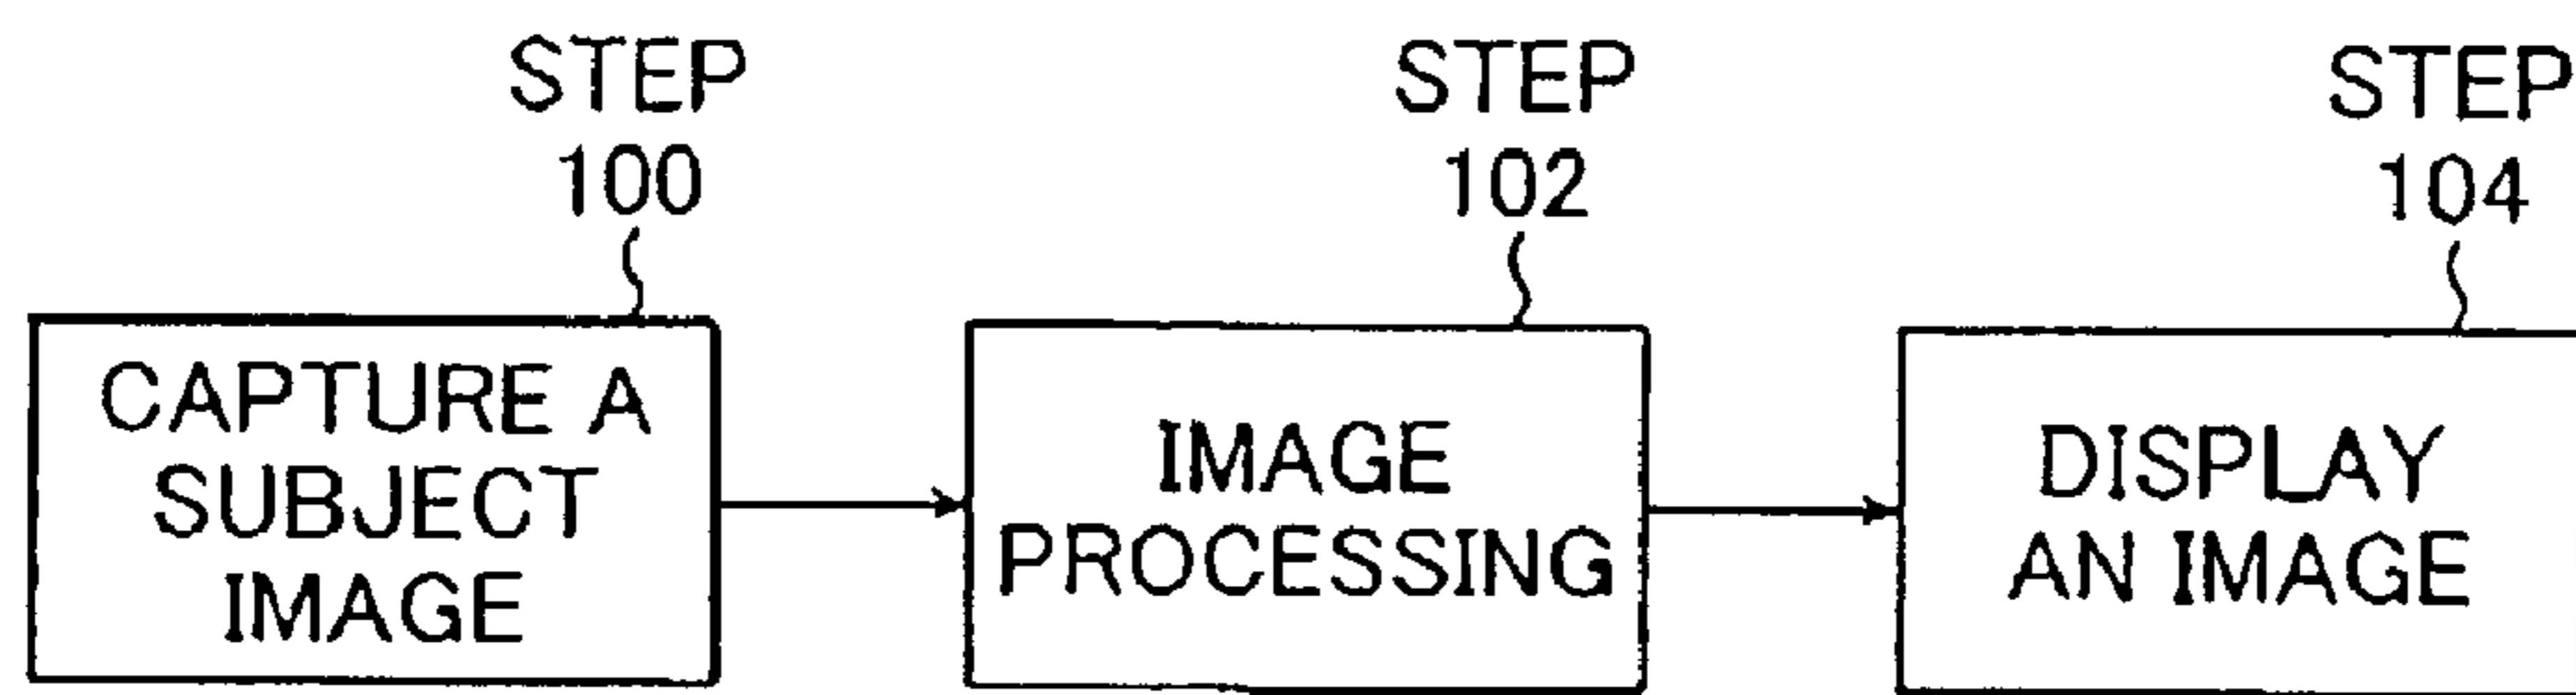 STEP
100
STEP
102
STEP
104
CAPTURE A
SUBJECT
IMAGE
IMAGE
PROCESSING
DISPLAY
AN IMAGE